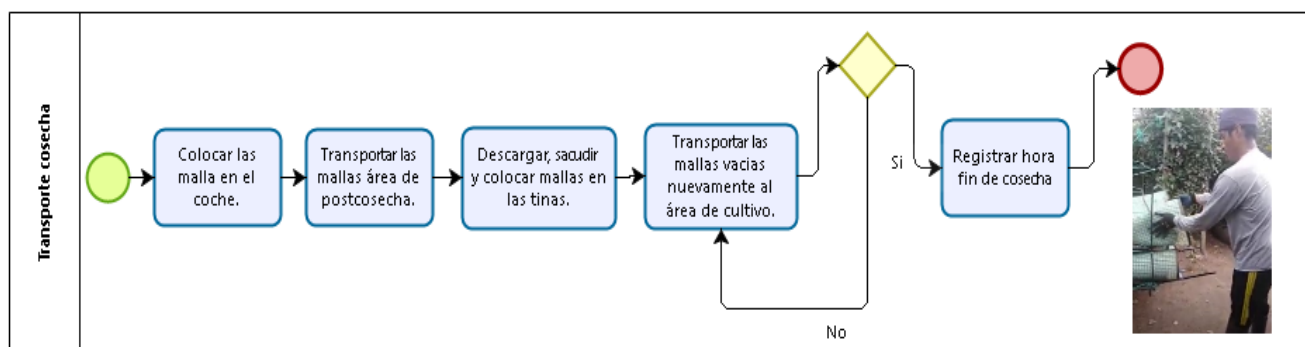 Transporte cosecha
Colocar las
malla en el
coche.
Transportar las
mallas área de
postcosecha.
Descargar, sacudir
y colocar mallas en
las tinas.
Transportar las
mallas vacias
nuevamente al
área de cultivo.
No
Si
Registrar hora
fin de cosecha